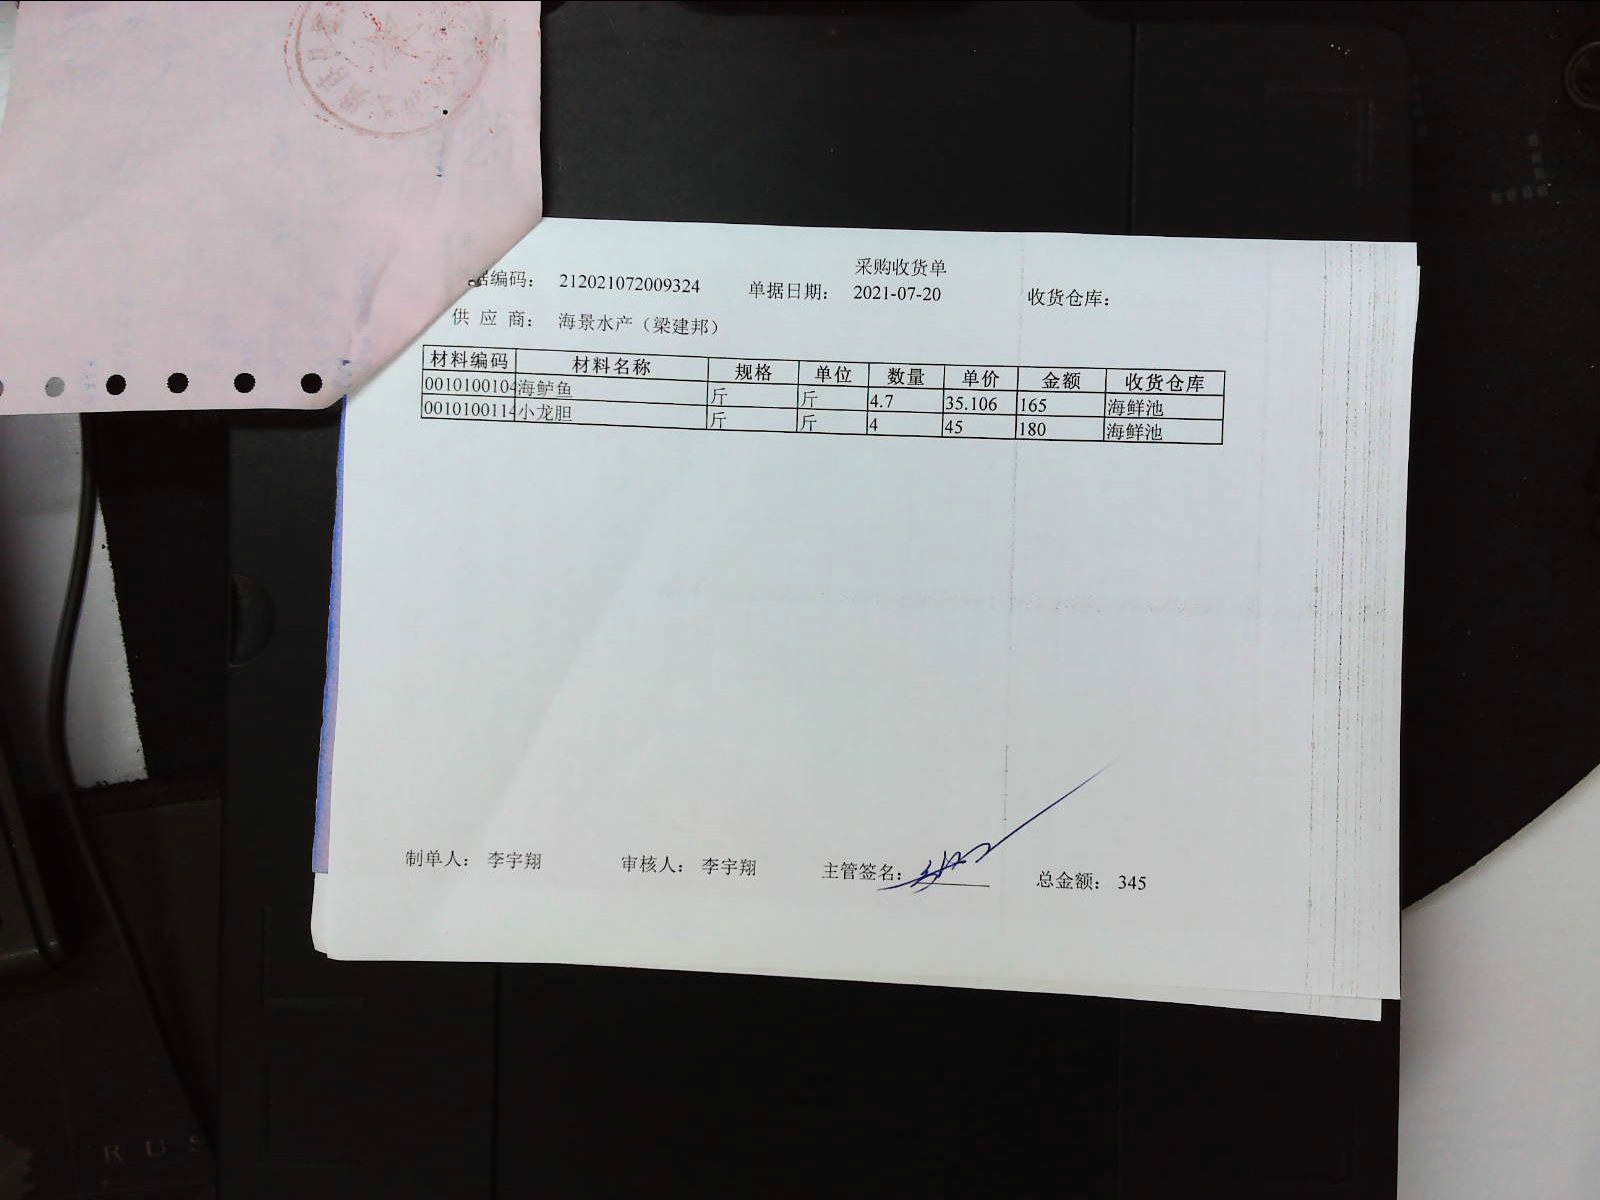 采购收货单
据编码： 212021072009324 单据日期： 2021-07-20 收货仓库：
供 应 商： 海景水产（梁建邦）
材料编码 材料名称 规格 单位 数量 单价 金额 收货仓库
0010100104 海鲈鱼 斤 斤 4.7 35.106 165 海鲜池
0010100114 小龙胆 斤 斤 4 45 180 海鲜池
制单人： 李宇翔 审核人： 李宇翔 主管签名： 总金额： 345
R U S